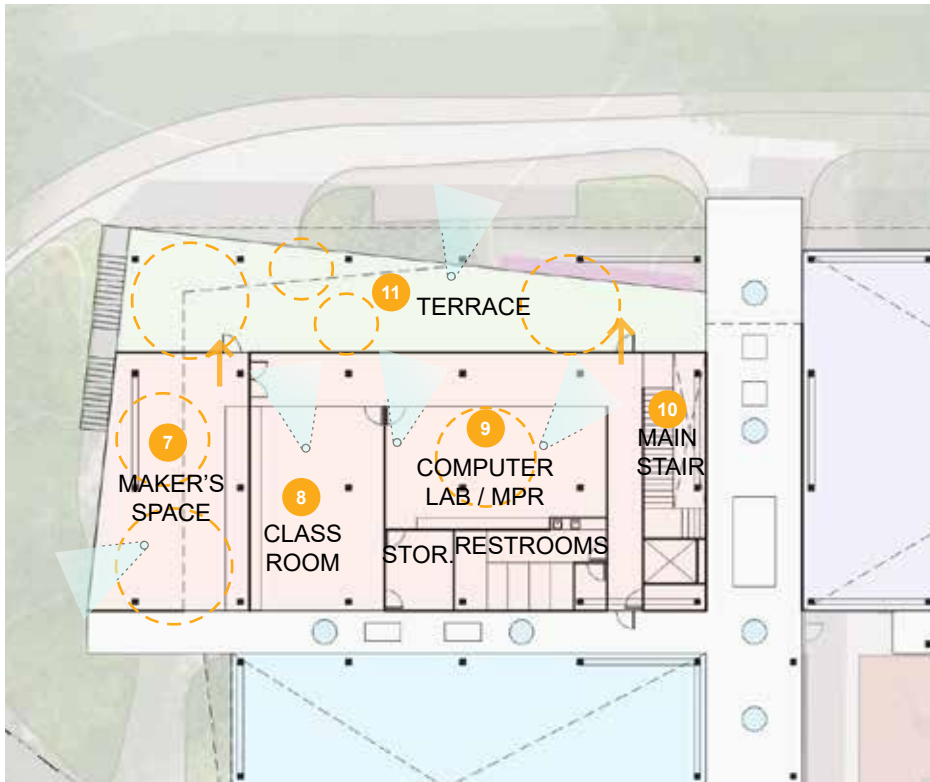 11
TERRACE
7
MAKER'S
SPACE
8
CLASS
ROOM
9
COMPUTER
LAB / MPR
10
MAIN
STAIR
STOR.
RESTROOMS